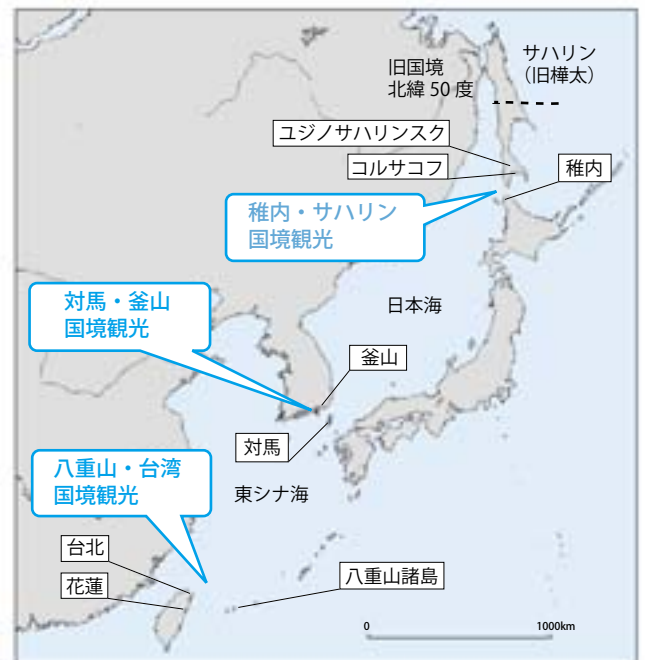 サハリン
（旧樺太）
旧国境
北緯 50 度
ユジノサハリンスク
コルサコフ
稚内
稚内・サハリン
国境観光
対馬・釜山
国境観光
日本海
釜山
対馬
八重山・台湾
国境観光
東シナ海
台北
花蓮
八重山諸島
0
1000km